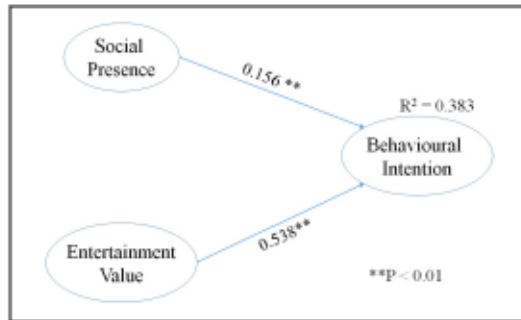 Social
Presence
0.156 **
R² = 0.383
Behavioural
Intention
0.538**
Entertainment
Value
**P < 0.01